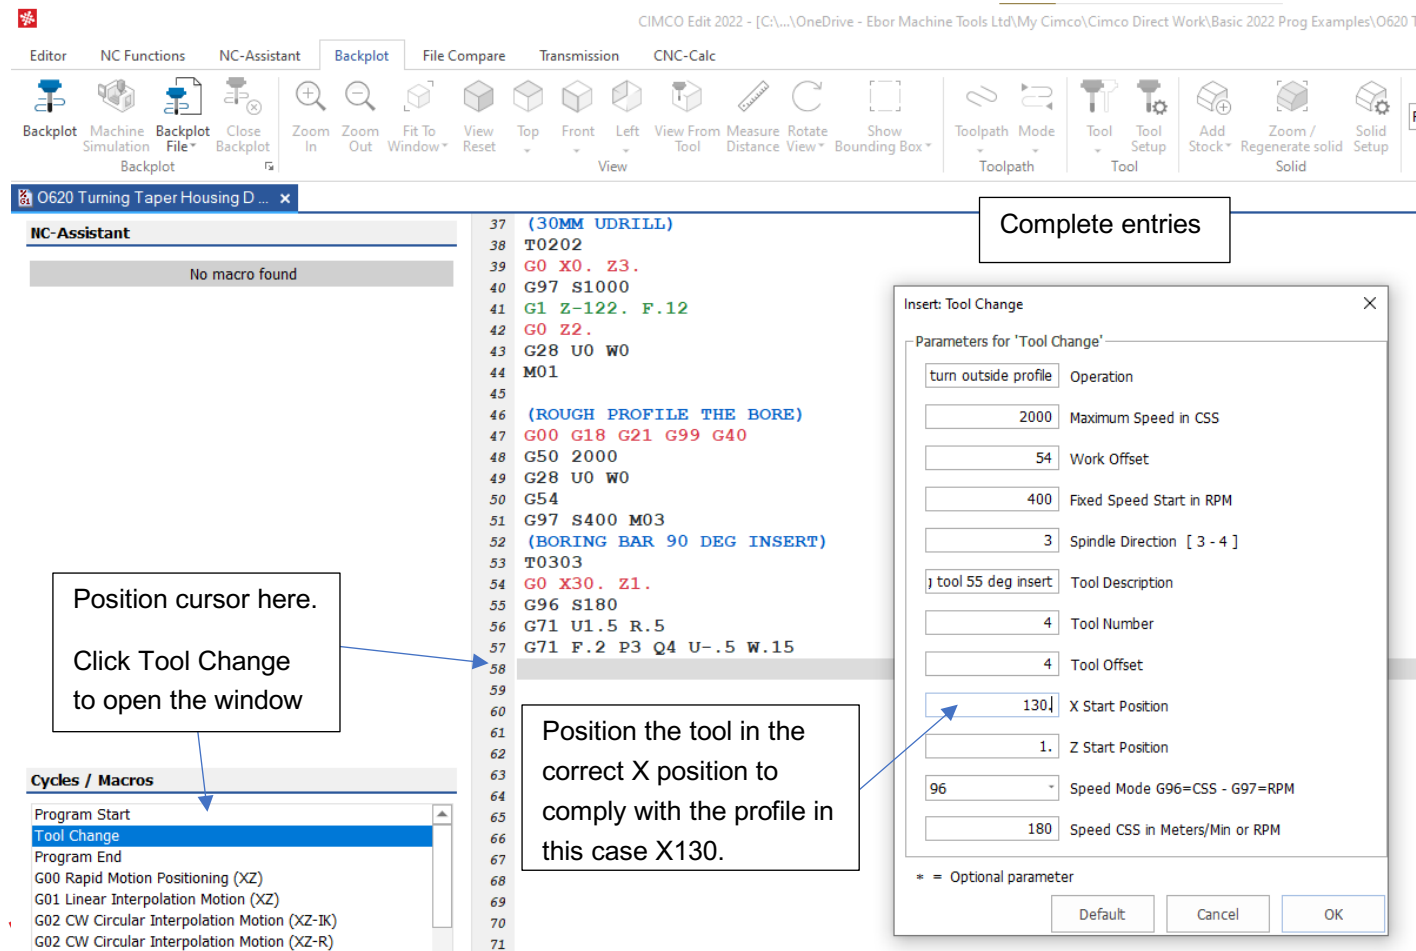 CIMCO Edit 2022 - [C:\...\OneDrive - Ebor Machine Tools Ltd\My Cimco\Cimco Direct Work\Basic 2022 Prog Examples\O620 T
Editor NC Functions NC-Assistant Backplot File Compare Transmission CNC-Calc
Backplot Machine Simulation Backplot File Close Backplot Zoom In Zoom Out Fit To Window View Reset Top Front Left View From Tool Measure Distance Rotate View Show Bounding Box Toolpath Mode Tool Tool Setup Add Stock Zoom / Regenerate solid Solid Setup
Backplot View Toolpath Tool Solid
O620 Turning Taper Housing D ... ×
NC-Assistant
No macro found
37 (30MM UDRILL)
38 T0202
39 G0 X0. Z3.
40 G97 S1000
41 G1 Z-122. F.12
42 G0 Z2.
43 G28 U0 W0
44 M01
45
46 (ROUGH PROFILE THE BORE)
47 G00 G18 G21 G99 G40
48 G50 2000
49 G28 U0 W0
50 G54
51 G97 S400 M03
52 (BORING BAR 90 DEG INSERT)
53 T0303
54 G0 X30. Z1.
55 G96 S180
56 G71 U1.5 R.5
57 G71 F.2 P3 Q4 U-.5 W.15
58
59
60
61
62
63
64
65
66
67
68
69
70
71
Position cursor here.
Click Tool Change
to open the window
Position the tool in the
correct X position to
comply with the profile in
this case X130.
Complete entries
Cycles / Macros
Program Start
Tool Change
Program End
G00 Rapid Motion Positioning (XZ)
G01 Linear Interpolation Motion (XZ)
G02 CW Circular Interpolation Motion (XZ-IK)
G02 CW Circular Interpolation Motion (XZ-R)
Insert: Tool Change
Parameters for 'Tool Change'
turn outside profile Operation
2000 Maximum Speed in CSS
54 Work Offset
400 Fixed Speed Start in RPM
3 Spindle Direction [ 3 - 4 ]
tool 55 deg insert Tool Description
4 Tool Number
4 Tool Offset
130. X Start Position
1. Z Start Position
96 Speed Mode G96=CSS - G97=RPM
180 Speed CSS in Meters/Min or RPM
* = Optional parameter
Default Cancel OK